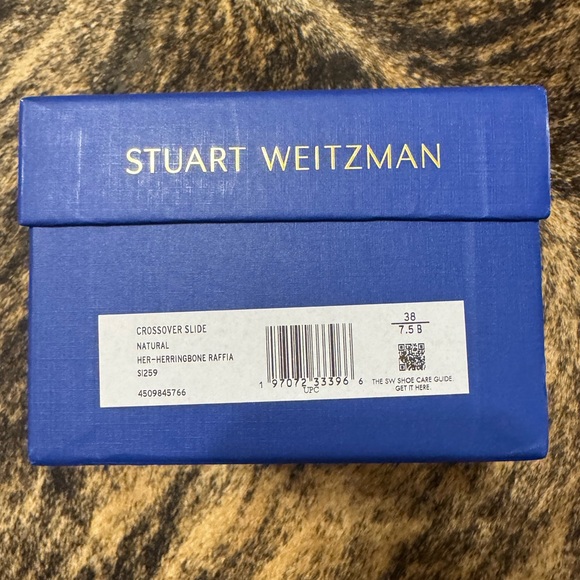 STUART WEITZMAN
CROSSOVER SLIDE
NATURAL
HER-HERRINGBONE RAFFIA
SI259
4509845766
1 97072 33396 6
UPC
38
7.5 B
THE SW SHOE CARE GUIDE.
GET IT HERE.